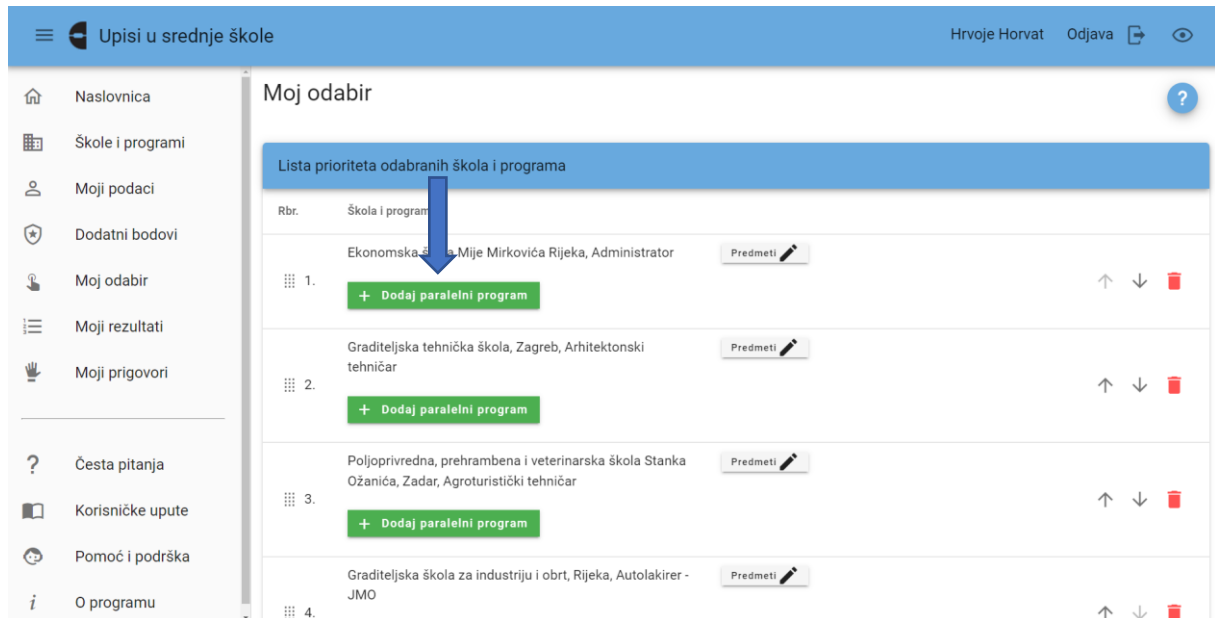 Upisi u srednje škole
Hrvoje Horvat
Odjava
Naslovnica
Škole i programi
Moji podaci
Dodatni bodovi
Moj odabir
Moji rezultati
Moji prigovori
Česta pitanja
Korisničke upute
Pomoć i podrška
i O programu
Moj odabir
?
Lista prioriteta odabranih škola i programa
Rbr. Škola i program
1. Ekonomska Mije Mirkovića Rijeka, Administrator
Predmeti
+ Dodaj paralelni program
2. Graditeljska tehnička škola, Zagreb, Arhitektonski
tehničar
Predmeti
+ Dodaj paralelni program
3. Poljoprivredna, prehrambena i veterinarska škola Stanka
Ožanića, Zadar, Agroturistički tehničar
Predmeti
+ Dodaj paralelni program
4. Graditeljska škola za industriju i obrt, Rijeka, Autolakirer -
JMO
Predmeti